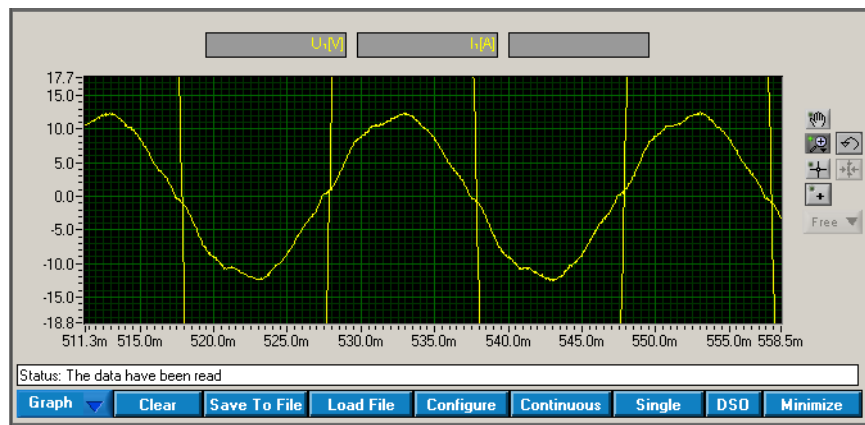 U₁[V] I₁[A]
17.7
15.0
10.0
5.0
0.0
-5.0
-10.0
-15.0
-18.8
511.3m 515.0m 520.0m 525.0m 530.0m 535.0m 540.0m 545.0m 550.0m 555.0m 558.5m
Free
Status: The data have been read
Graph Clear Save To File Load File Configure Continuous Single DSO Minimize